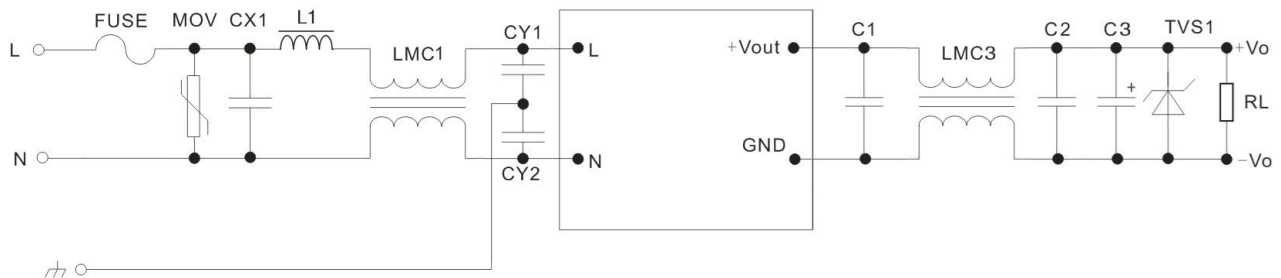 FUSE
MOV
CX1
L1
LMC1
CY1
CY2
L
N
L
N
+Vout
GND
C1
LMC3
C2
C3
+
TVS1
+Vo
RL
−Vo